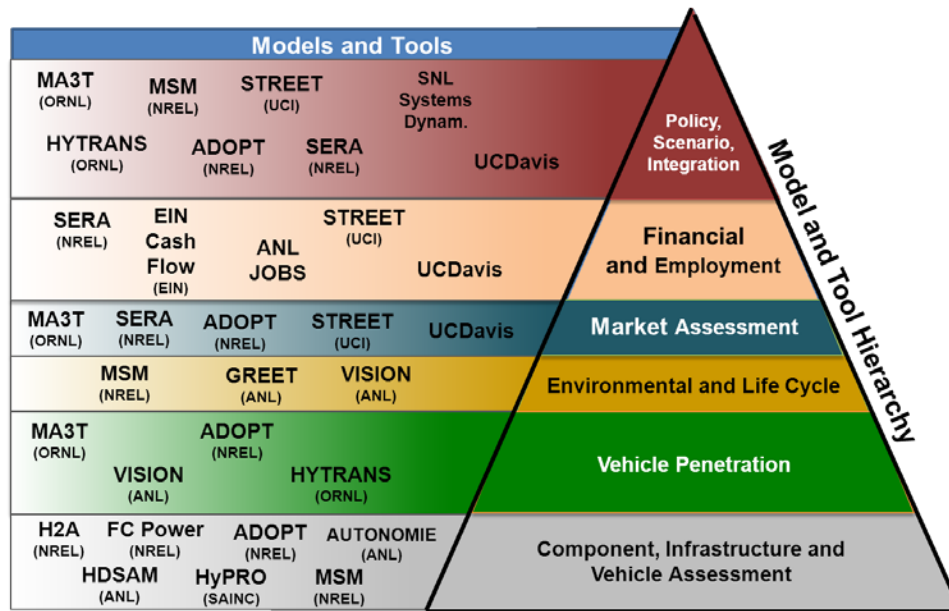 Models and Tools
MA3T
(ORNL)
MSM
(NREL)
STREET
(UCI)
SNL
Systems
Dynam.
HYTRANS
(ORNL)
ADOPT
(NREL)
SERA
(NREL)
UCDavis
Policy,
Scenario,
Integration
SERA
(NREL)
EIN
Cash
Flow
(EIN)
ANL
JOBS
STREET
(UCI)
UCDavis
Financial
and Employment
MA3T
(ORNL)
SERA
(NREL)
ADOPT
(NREL)
STREET
(UCI)
UCDavis
Market Assessment
MSM
(NREL)
GREET
(ANL)
VISION
(ANL)
Environmental and Life Cycle
MA3T
(ORNL)
ADOPT
(NREL)
VISION
(ANL)
HYTRANS
(ORNL)
Vehicle Penetration
H2A
(NREL)
FC Power
(NREL)
ADOPT
(NREL)
AUTONOMIE
(ANL)
HDSAM
(ANL)
HyPRO
(SAINC)
MSM
(NREL)
Component, Infrastructure and
Vehicle Assessment
Model and Tool Hierarchy